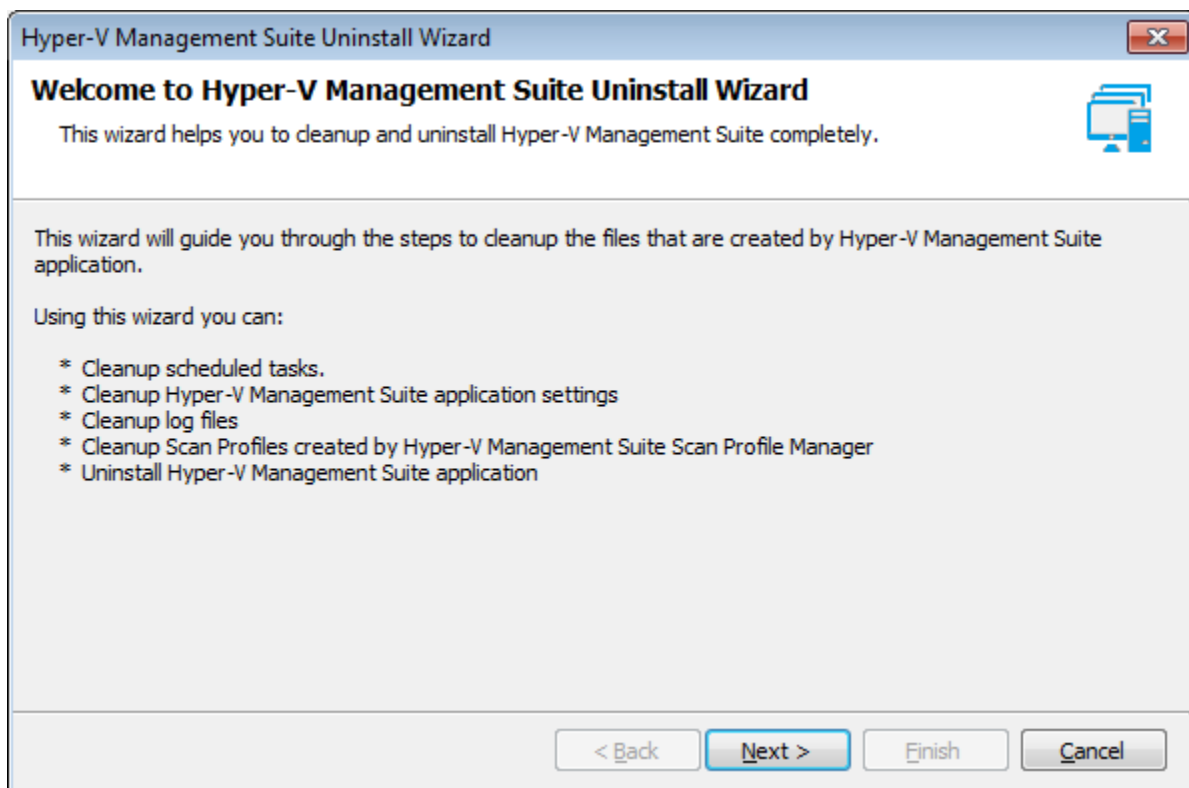 Hyper-V Management Suite Uninstall Wizard
Welcome to Hyper-V Management Suite Uninstall Wizard
This wizard helps you to cleanup and uninstall Hyper-V Management Suite completely.
This wizard will guide you through the steps to cleanup the files that are created by Hyper-V Management Suite
application.
Using this wizard you can:
* Cleanup scheduled tasks.
* Cleanup Hyper-V Management Suite application settings
* Cleanup log files
* Cleanup Scan Profiles created by Hyper-V Management Suite Scan Profile Manager
* Uninstall Hyper-V Management Suite application
< Back Next > Finish Cancel